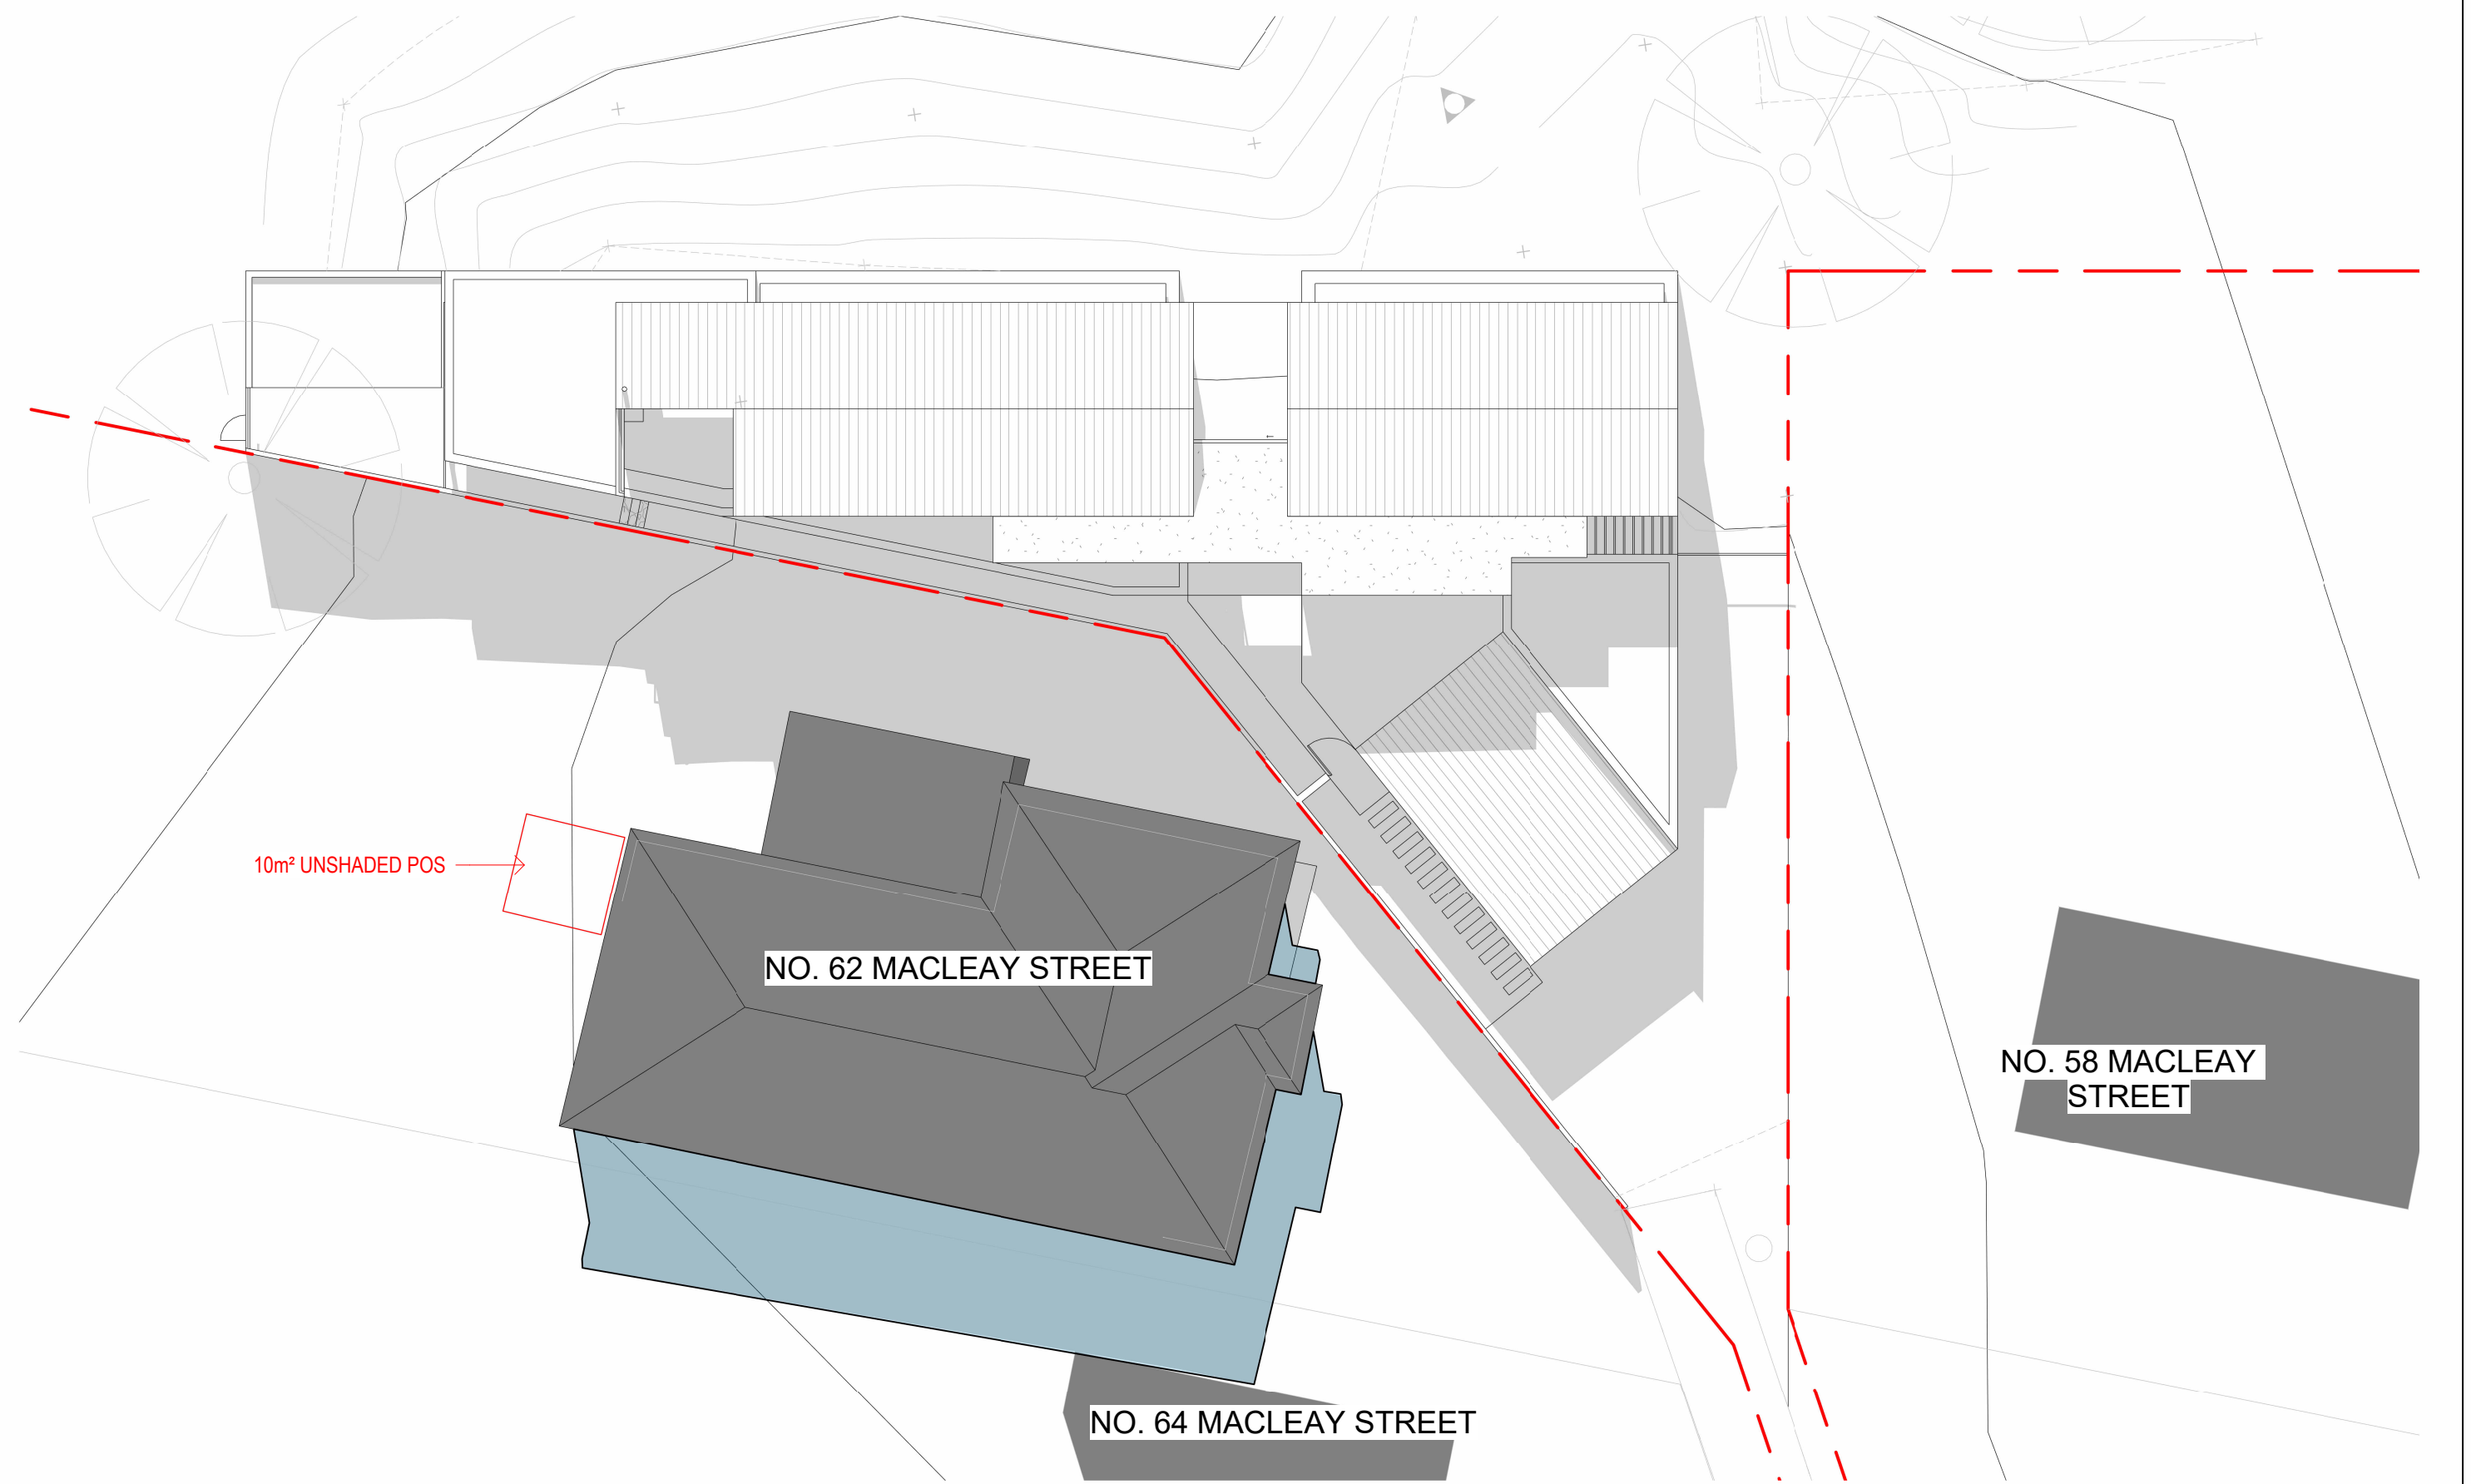 10m² UNSHADED POS
NO. 62 MACLEAY STREET
NO. 58 MACLEAY
STREET
NO. 64 MACLEAY STREET